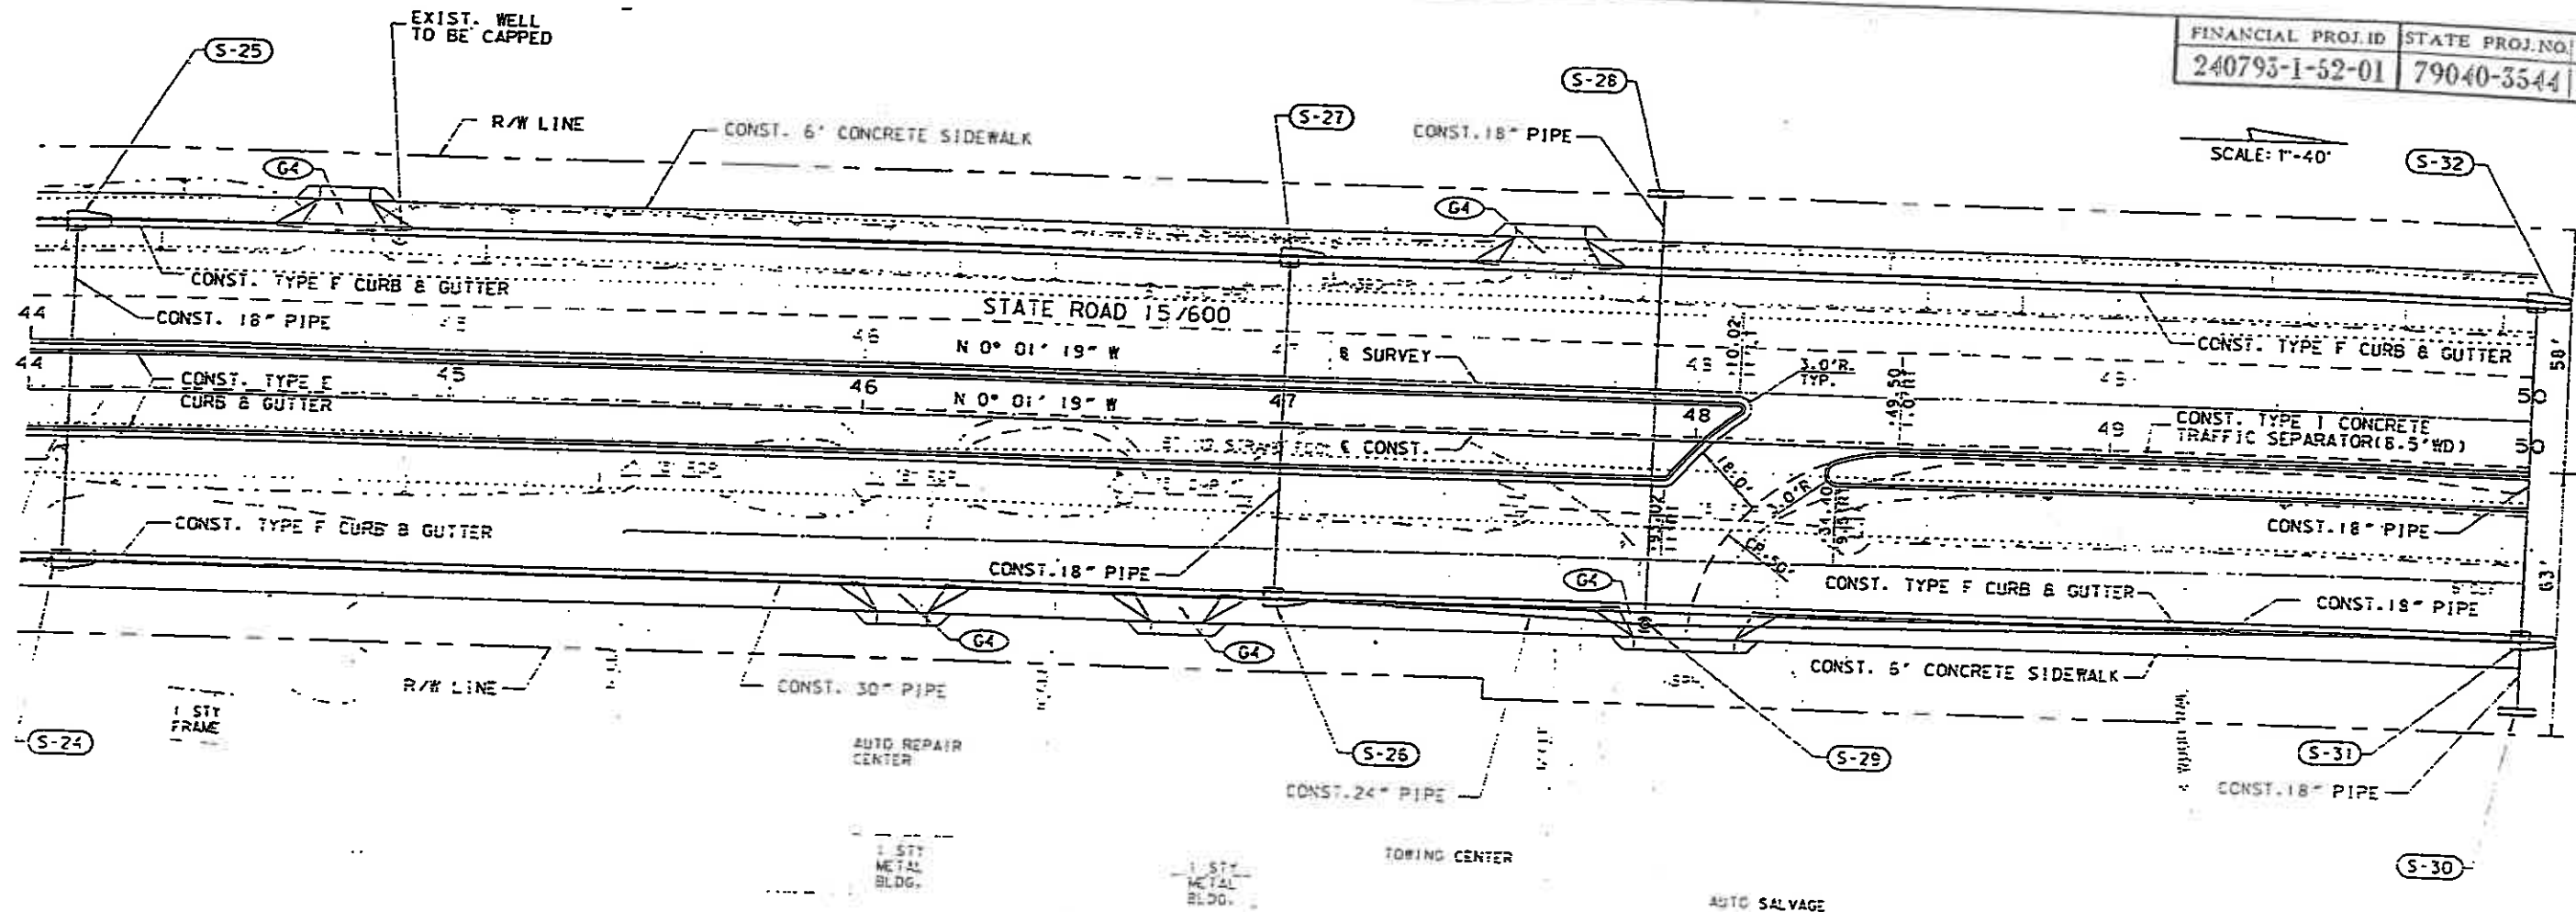 EXIST. WELL
TO BE CAPPED
S-25
FINANCIAL PROJ. ID
STATE PROJ. NO.
240793-1-52-01
79040-3544
S-28
R/W LINE
CONST. 6' CONCRETE SIDEWALK
S-27
CONST. 18" PIPE
SCALE: 1"-40'
S-32
G4
G4
CONST. TYPE F CURB & GUTTER
STATE ROAD 15/600
CONST. 18" PIPE
44
46
N 0° 01' 19" W
℄ SURVEY
3.0'R.
TYP.
CONST. TYPE F CURB & GUTTER
58'
50
44
CONST. TYPE E
CURB & GUTTER
45
46
N 0° 01' 19" W
47
48
49
CONST. TYPE I CONCRETE
TRAFFIC SEPARATOR(8.5'WD)
50
℄ CONST.
18.0'
CONST. TYPE F CURB & GUTTER
CONST. 18" PIPE
CONST. 18" PIPE
G4
CONST. TYPE F CURB & GUTTER
CONST. 18" PIPE
63'
G4
G4
R/W LINE
CONST. 30" PIPE
CONST. 6' CONCRETE SIDEWALK
1 STY
FRAME
S-24
AUTO REPAIR
CENTER
S-26
S-29
S-31
CONST. 24" PIPE
CONST. 18" PIPE
1 STY
METAL
BLDG.
1 STY
METAL
BLDG.
TOWING CENTER
S-30
AUTO SALVAGE